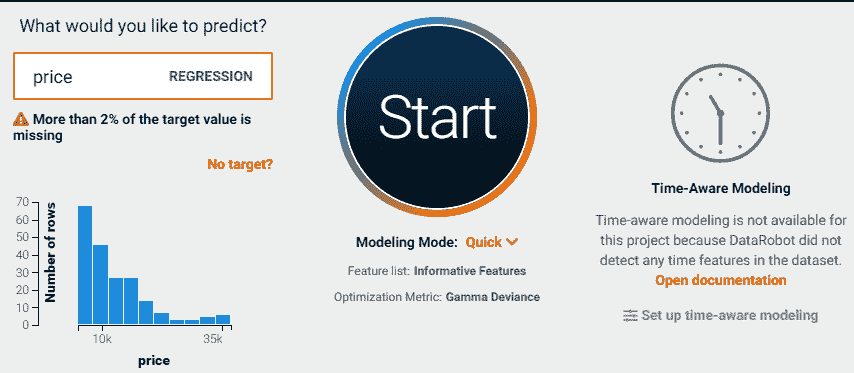 What would you like to predict?
price REGRESSION
More than 2% of the target value is
missing
No target?
70
60
50
40
30
20
10
0
Number of rows
10k 35k
price
Start
Modeling Mode: Quick
Feature list: Informative Features
Optimization Metric: Gamma Deviance
Time-Aware Modeling
Time-aware modeling is not available for
this project because DataRobot did not
detect any time features in the dataset.
Open documentation
Set up time-aware modeling